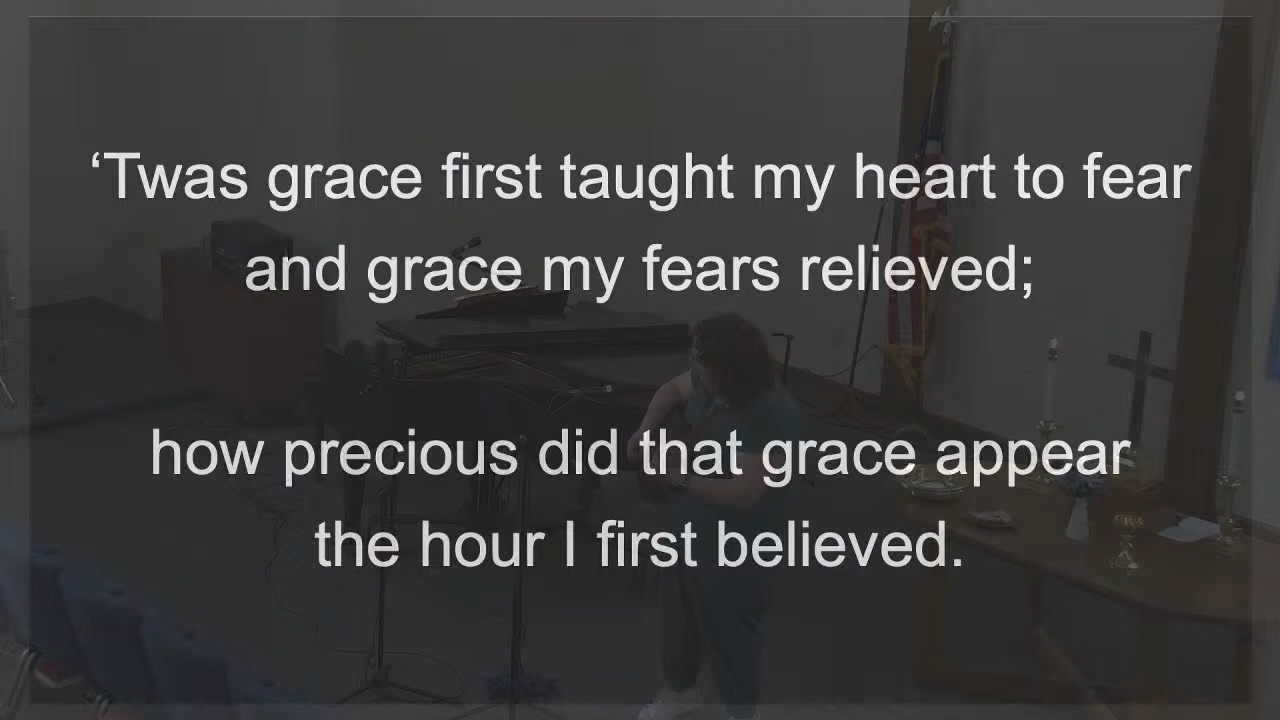 ‘Twas grace first taught my heart to fear
and grace my fears relieved;
how precious did that grace appear
the hour I first believed.